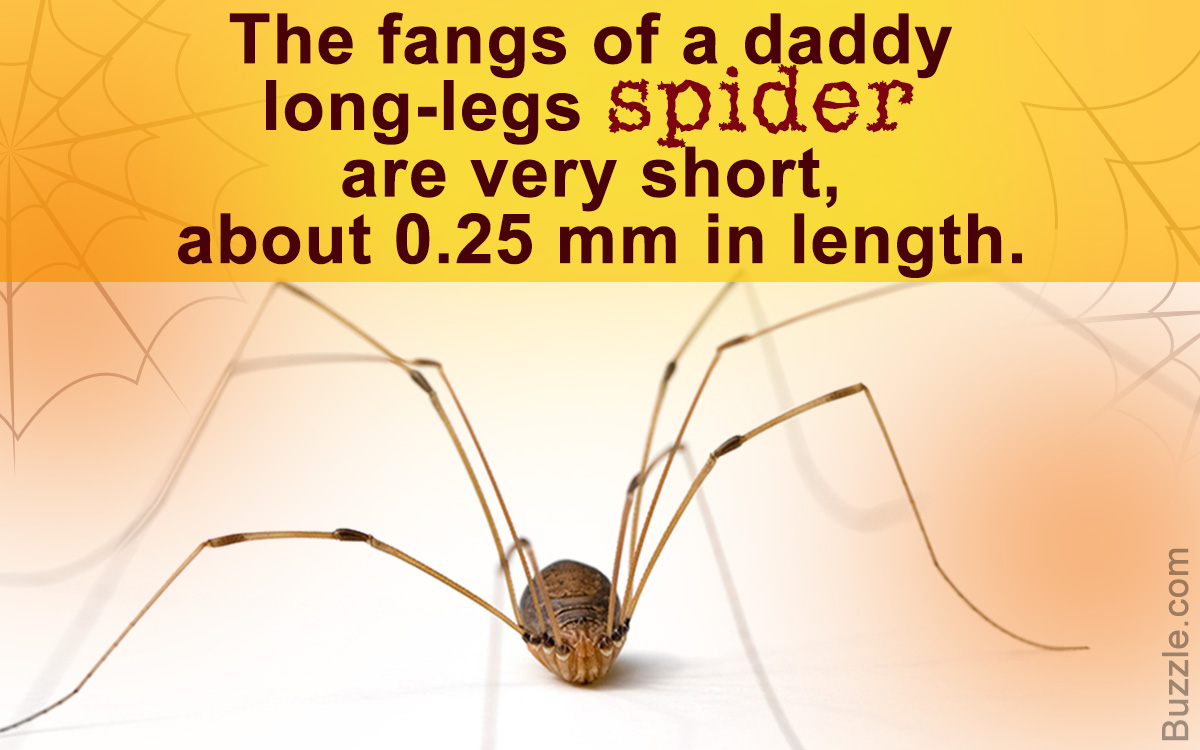 The fangs of a daddy
long-legs spider
are very short,
about 0.25 mm in length.
Buzzle.com